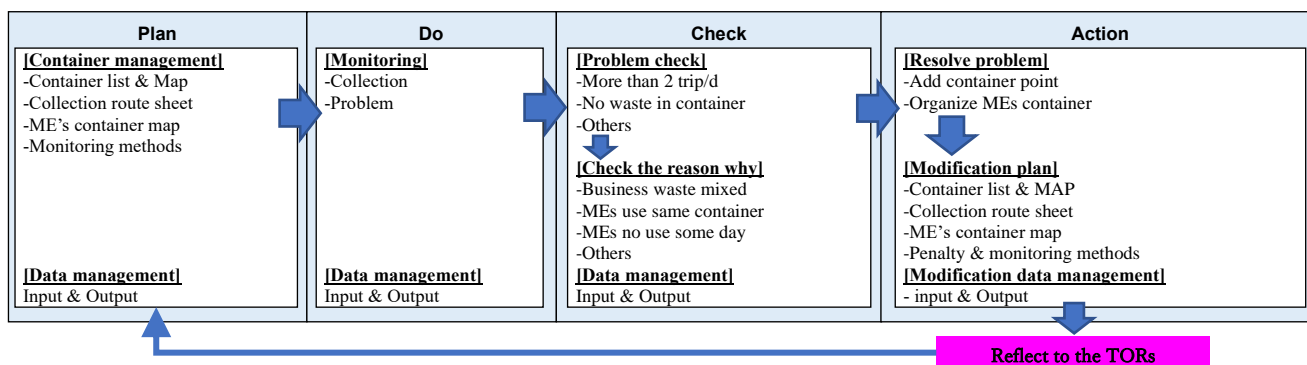 Plan
[Container management]
-Container list & Map
-Collection route sheet
-ME's container map
-Monitoring methods
[Data management]
Input & Output
Do
[Monitoring]
-Collection
-Problem
[Data management]
Input & Output
Check
[Problem check]
-More than 2 trip/d
-No waste in container
-Others
[Check the reason why]
-Business waste mixed
-MEs use same container
-MEs no use some day
-Others
[Data management]
Input & Output
Action
[Resolve problem]
-Add container point
-Organize MEs container
[Modification plan]
-Container list & MAP
-Collection route sheet
-ME's container map
-Penalty & monitoring methods
[Modification data management]
- input & Output
Reflect to the TORs